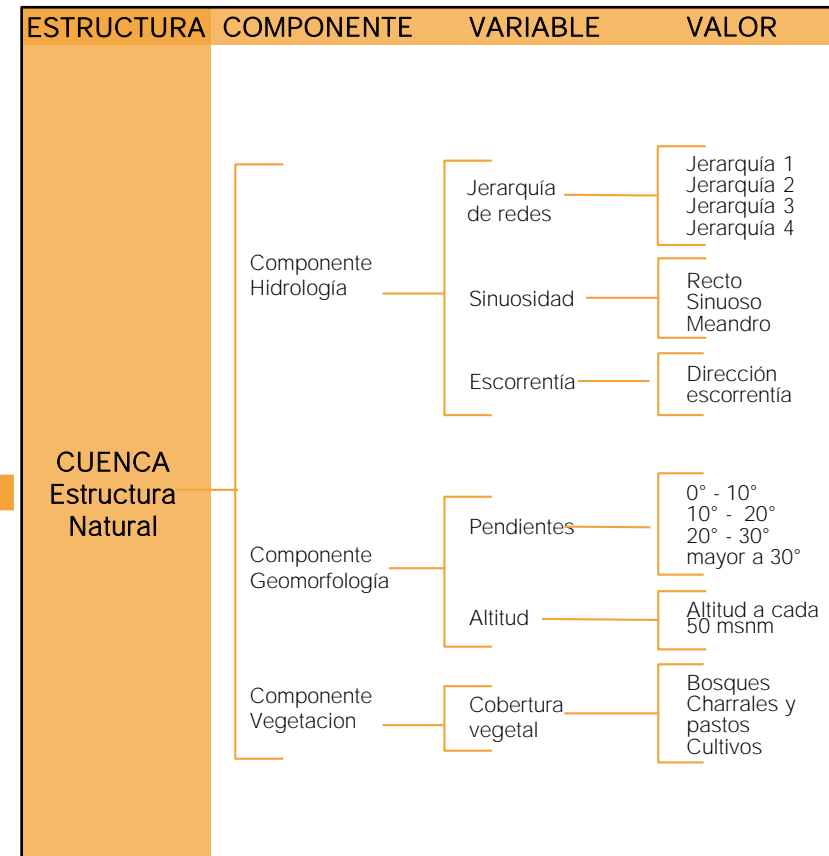 ESTRUCTURA COMPONENTE VARIABLE VALOR
CUENCA
Estructura
Natural
Componente
Hidrología
Jerarquía
de redes
Jerarquía 1
Jerarquía 2
Jerarquía 3
Jerarquía 4
Sinuosidad
Recto
Sinuoso
Meandro
Escorrentía
Dirección
escorrentía
Componente
Geomorfología
Pendientes
0° - 10°
10° - 20°
20° - 30°
mayor a 30°
Altitud
Altitud a cada
50 msnm
Componente
Vegetacion
Cobertura
vegetal
Bosques
Charrales y
pastos
Cultivos